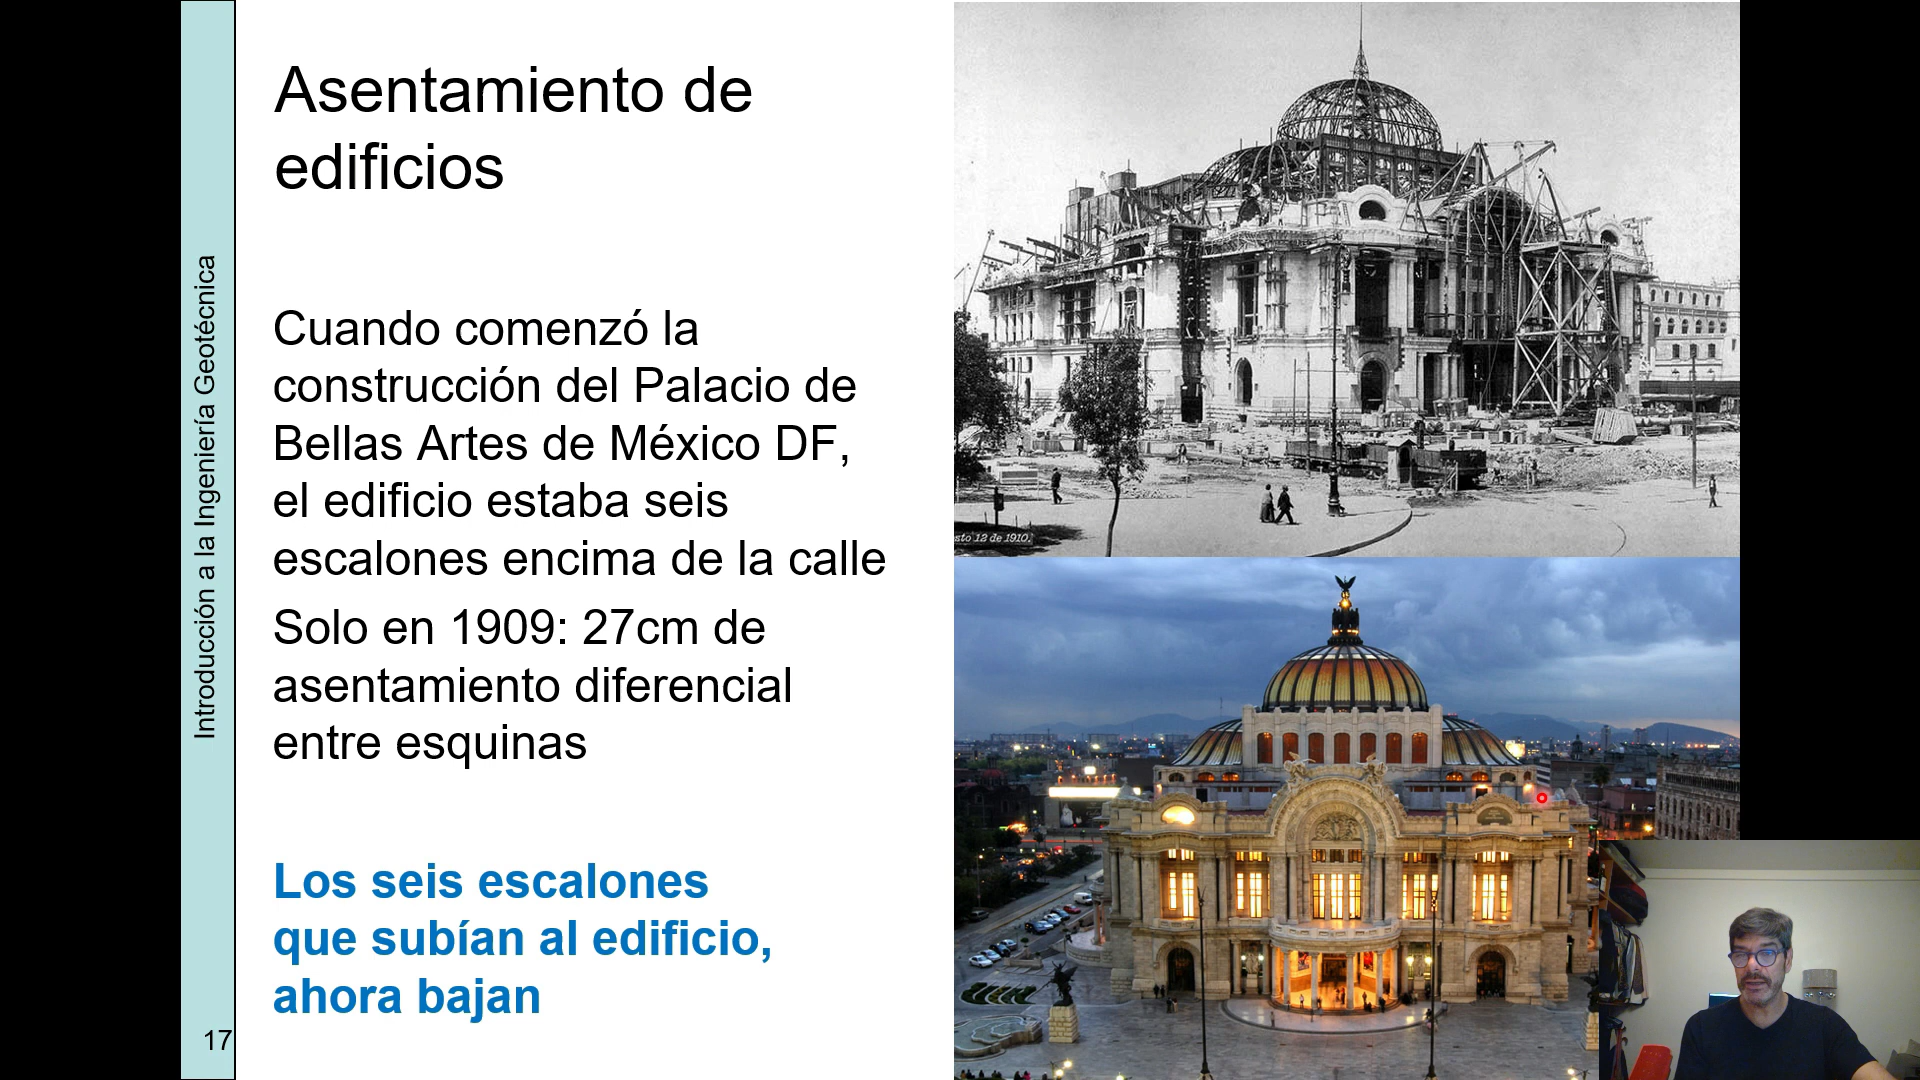 Asentamiento de
edificios
Cuando comenzó la
construcción del Palacio de
Bellas Artes de México DF,
el edificio estaba seis
escalones encima de la calle
Solo en 1909: 27cm de
asentamiento diferencial
entre esquinas
Los seis escalones
que subían al edificio,
ahora bajan
Introducción a la Ingeniería Geotécnica
17
sto 12 de 1910.